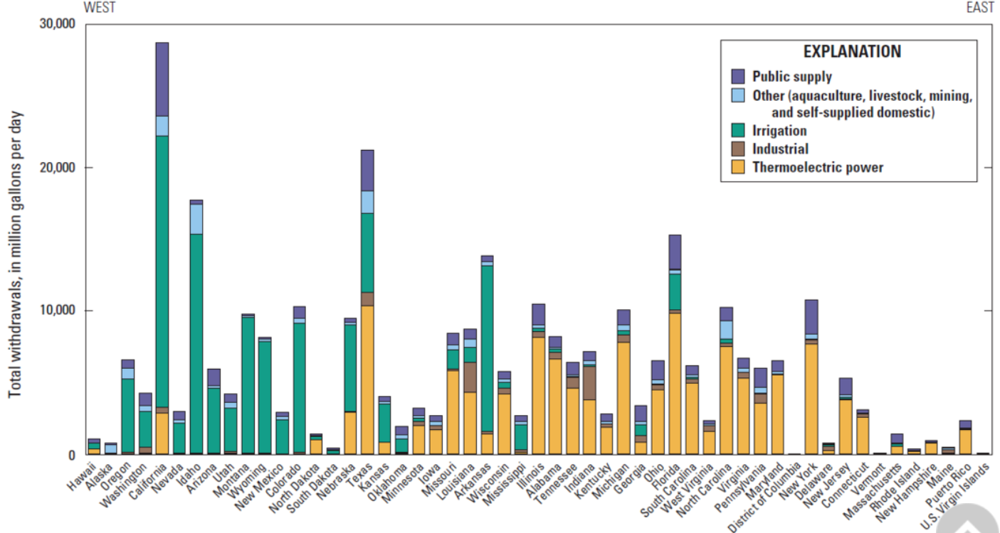 WEST
EAST
30,000
20,000
10,000
0
Total withdrawals, in million gallons per day
EXPLANATION
Public supply
Other (aquaculture, livestock, mining,
and self-supplied domestic)
Irrigation
Industrial
Thermoelectric power
Hawaii
Alaska
Oregon
Washington
California
Nevada
Idaho
Arizona
Utah
Montana
Wyoming
New Mexico
Colorado
North Dakota
South Dakota
Nebraska
Texas
Kansas
Oklahoma
Minnesota
Iowa
Missouri
Louisiana
Arkansas
Wisconsin
Mississippi
Illinois
Alabama
Tennessee
Indiana
Kentucky
Michigan
Georgia
Ohio
Florida
South Carolina
West Virginia
North Carolina
Virginia
Pennsylvania
Maryland
District of Columbia
New York
Delaware
New Jersey
Connecticut
Vermont
Massachusetts
Rhode Island
New Hampshire
Maine
Puerto Rico
U.S. Virgin Islands